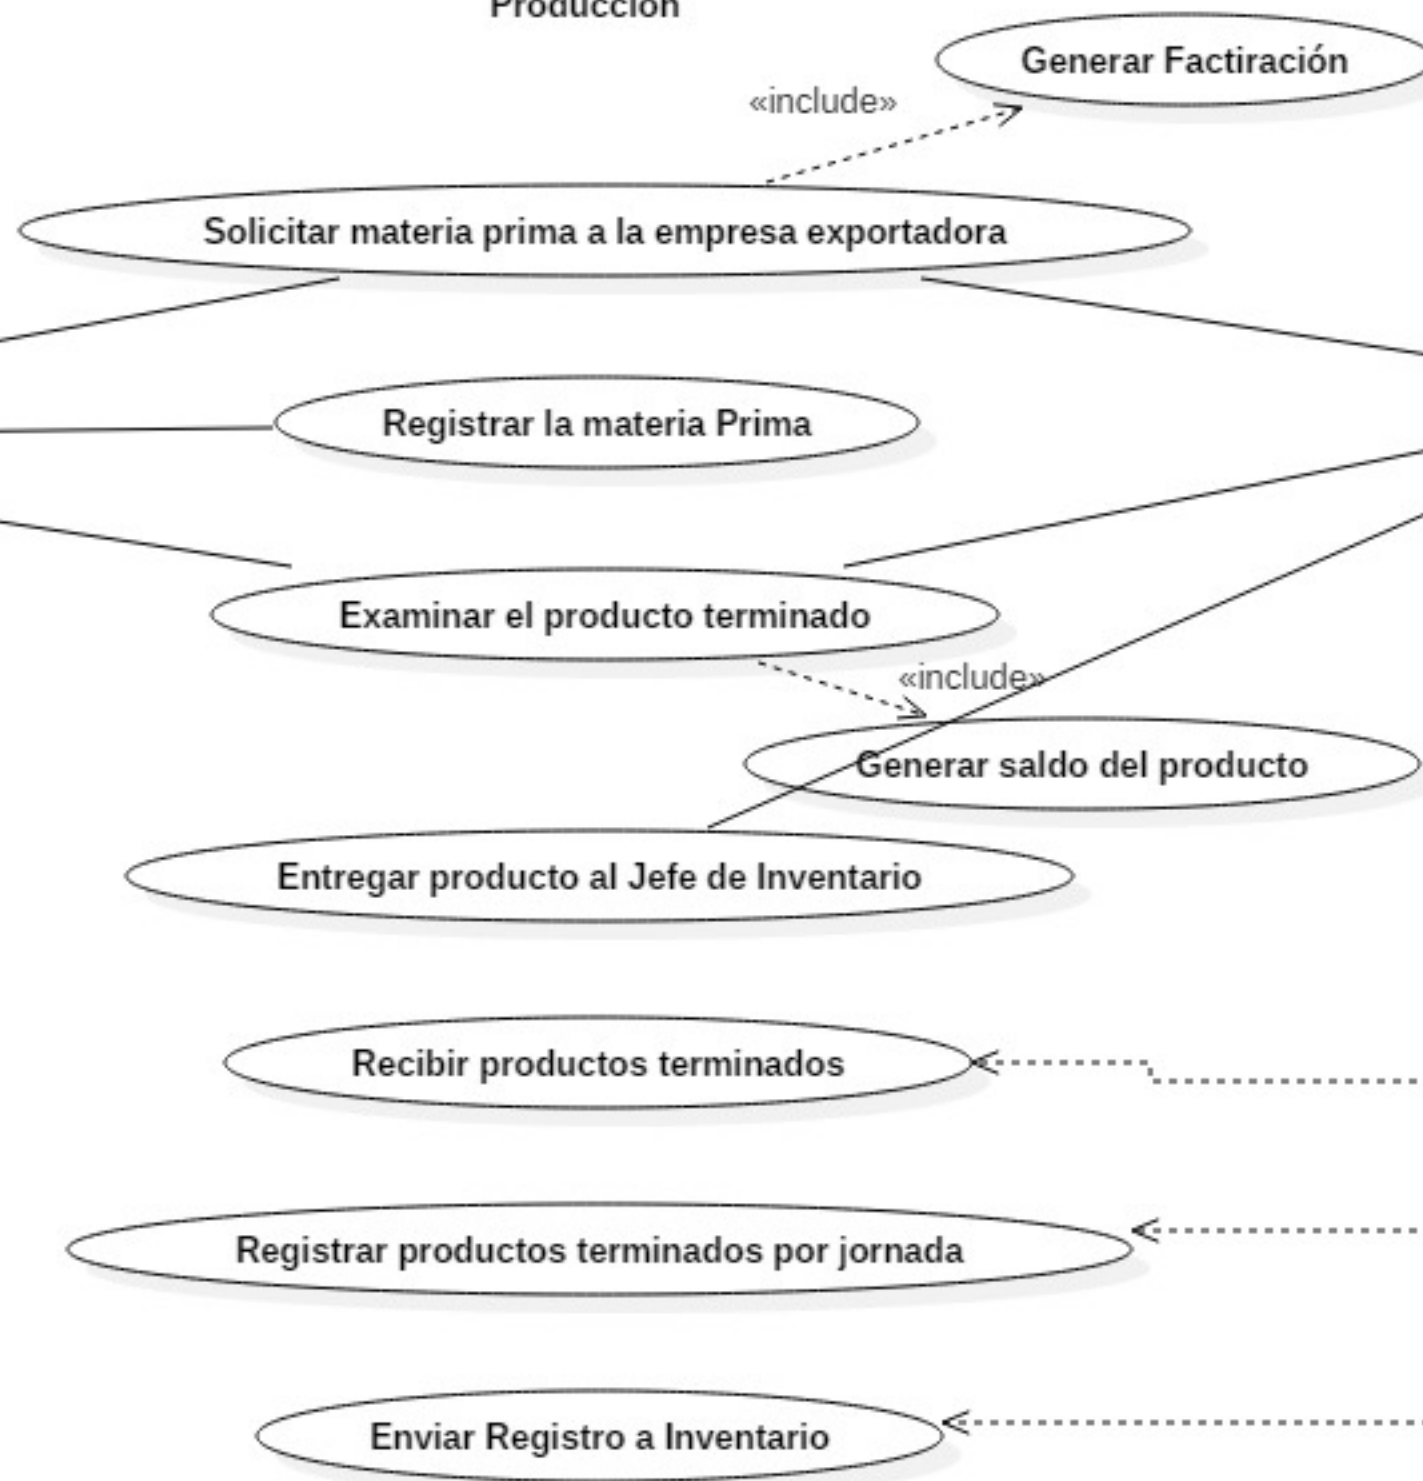 Producción
Generar Factiración
«include»
Solicitar materia prima a la empresa exportadora
Registrar la materia Prima
Examinar el producto terminado
«include»
Generar saldo del producto
Entregar producto al Jefe de Inventario
Recibir productos terminados
Registrar productos terminados por jornada
Enviar Registro a Inventario